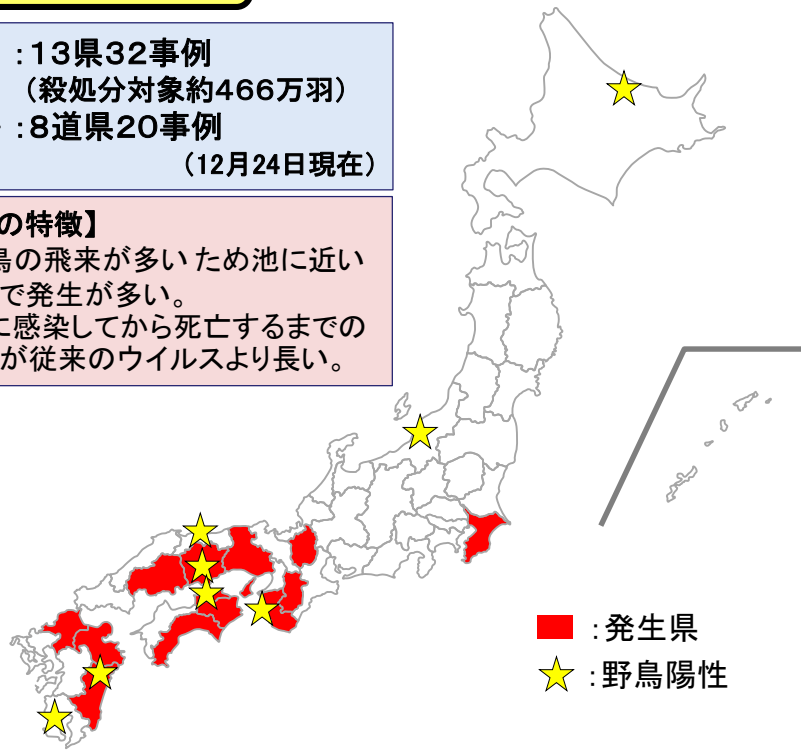 ：13県32事例
（殺処分対象約466万羽）
：8道県20事例
（12月24日現在）
の特徴】
鳥の飛来が多いため池に近い
で発生が多い。
に感染してから死亡するまでの
が従来のウイルスより長い。
：発生県
：野鳥陽性